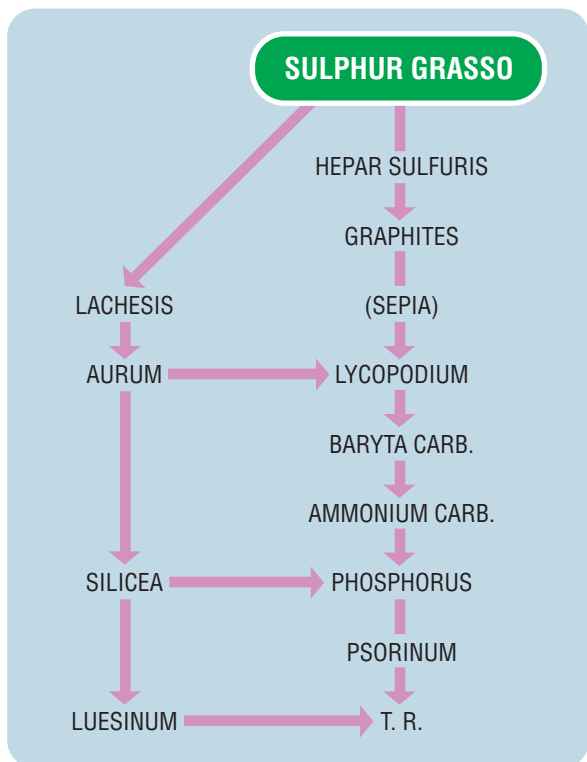 SULPHUR GRASSO
HEPAR SULFURIS
GRAPHITES
LACHESIS
(SEPIA)
AURUM
LYCOPODIUM
BARYTA CARB.
AMMONIUM CARB.
SILICEA
PHOSPHORUS
PSORINUM
LUESINUM
T. R.